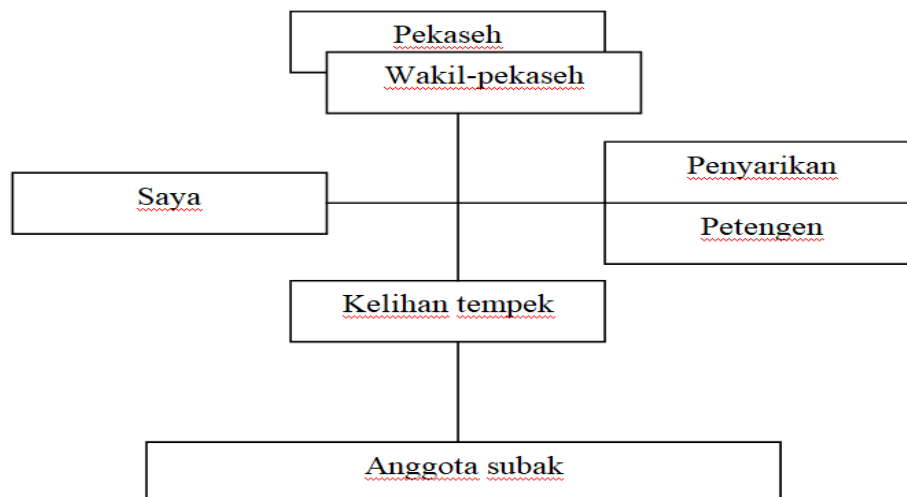 Pekaseh
Wakil-pekaseh
Penyarikan
Saya
Petengen
Kelihan tempek
Anggota subak